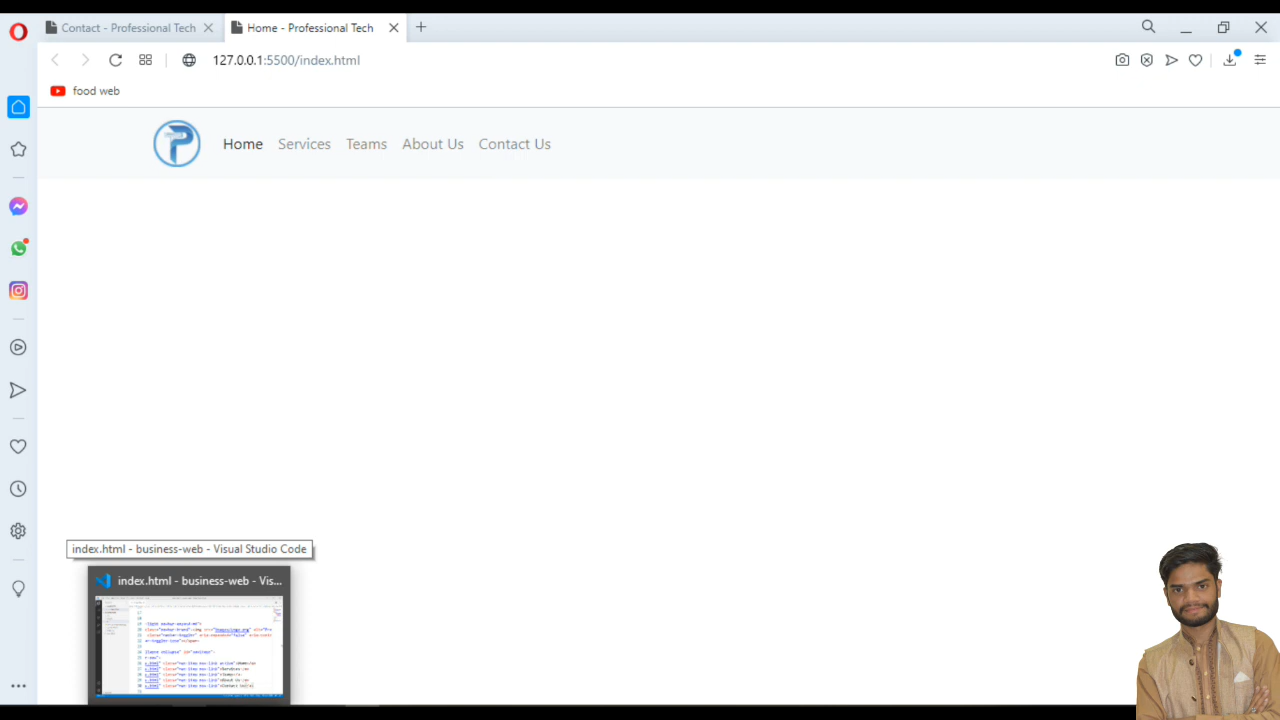 Contact - Professional Tech
Home - Professional Tech
127.0.0.1:5500/index.html
food web
P
Home Services Teams About Us Contact Us
index.html - business-web - Visual Studio Code
index.html - business-web - Vis...